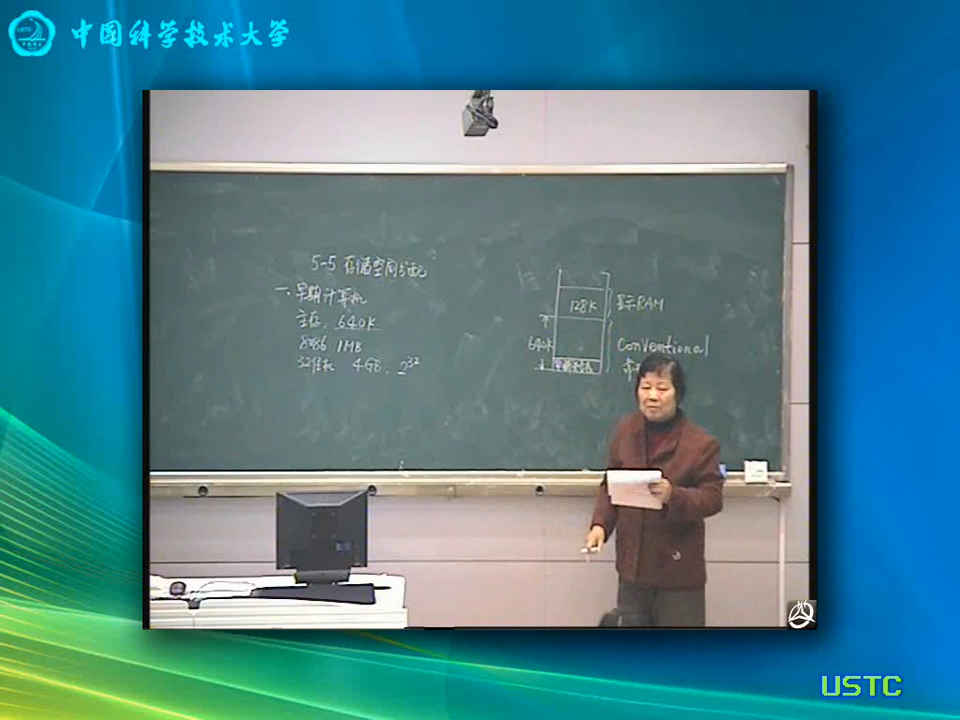 中国科学技术大学
5-5 存储空间分配
一. 早期计算机
主存, 640K
8086 1MB
32位机 4GB, 2^32
128K
显示RAM
640K
Conventional
USTC